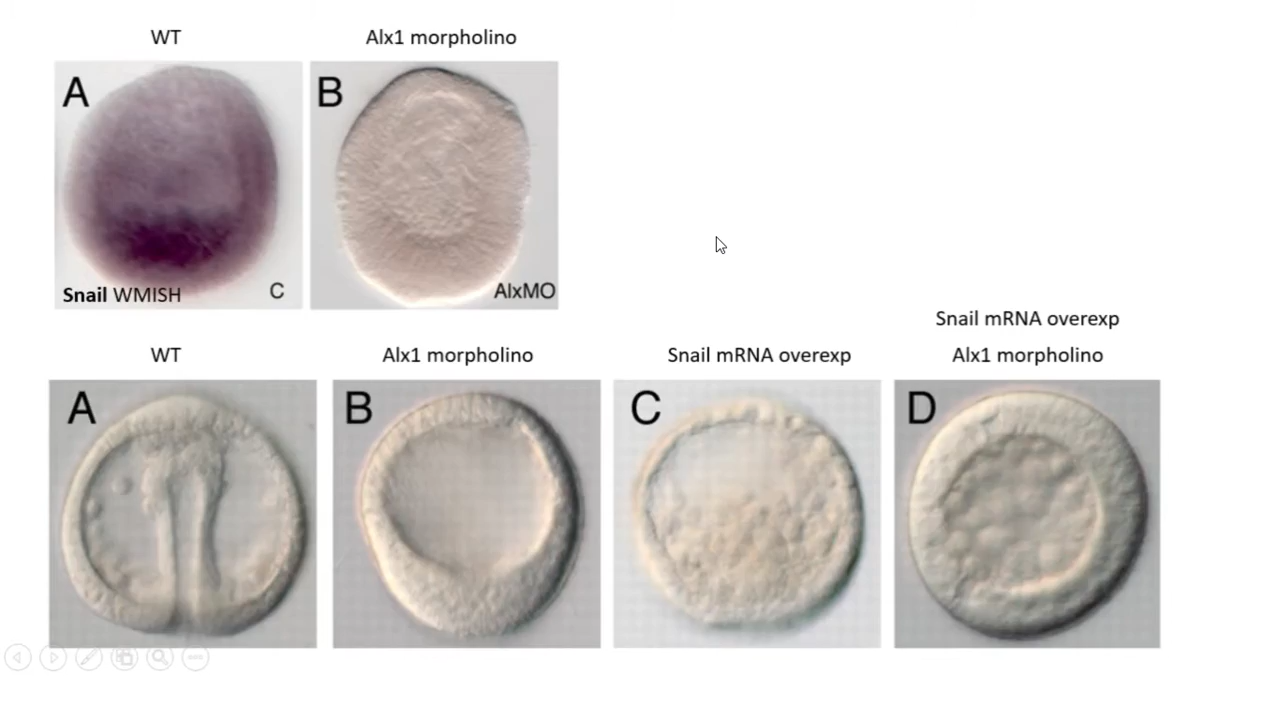 WT
Alx1 morpholino
A
B
Snail WMISH
C
AlxMO
Snail mRNA overexp
WT
Alx1 morpholino
Snail mRNA overexp
Alx1 morpholino
A
B
C
D